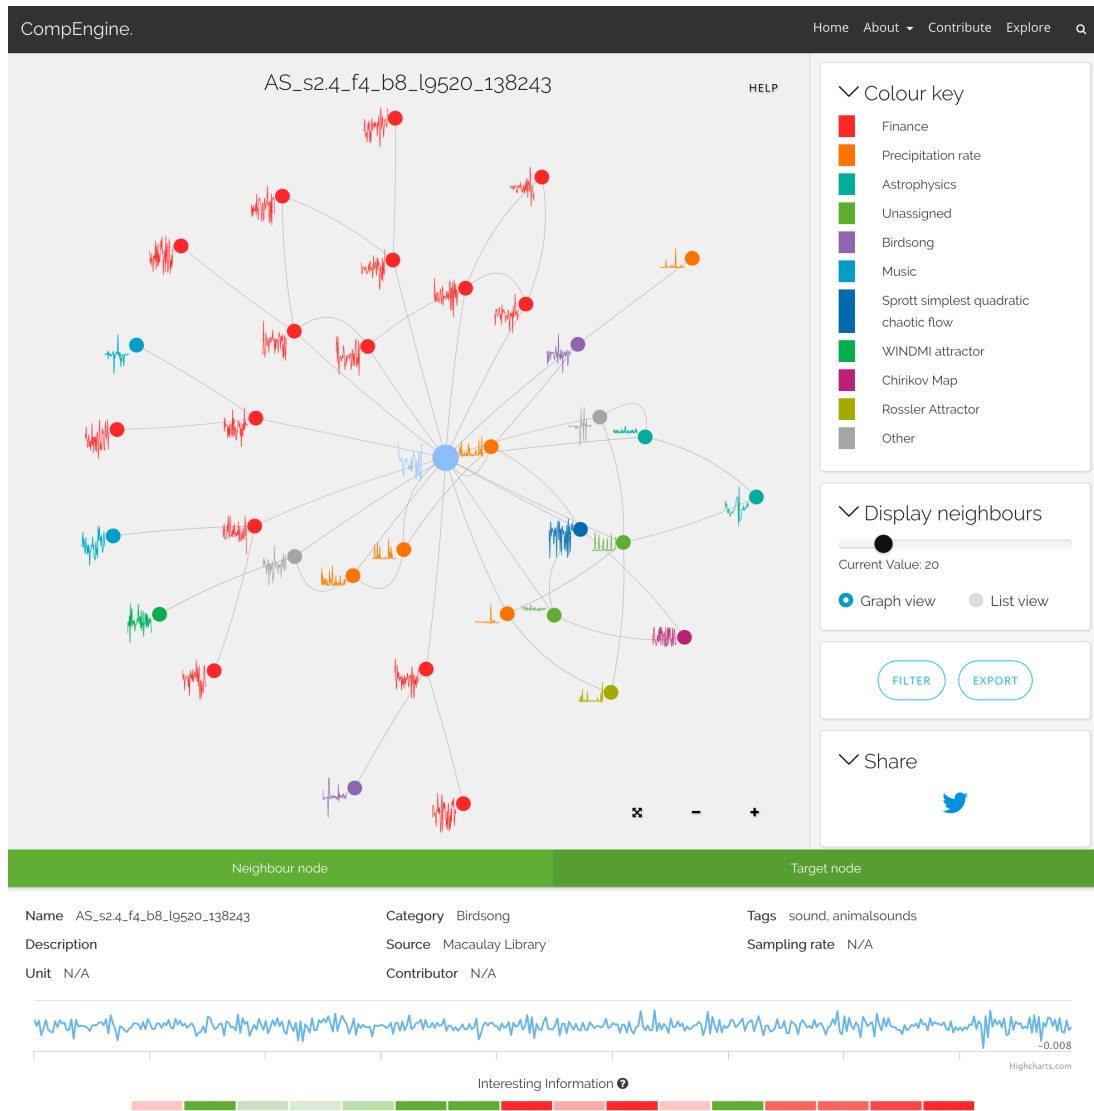 CompEngine.
Home About Contribute Explore
AS_s2.4_f4_b8_l9520_138243
HELP
Colour key
Finance
Precipitation rate
Astrophysics
Unassigned
Birdsong
Music
Sprott simplest quadratic
chaotic flow
WINDMI attractor
Chirikov Map
Rossler Attractor
Other
Display neighbours
Current Value: 20
Graph view List view
FILTER EXPORT
Share
Neighbour node Target node
Name AS_s2.4_f4_b8_l9520_138243 Category Birdsong Tags sound, animalsounds
Description Source Macaulay Library Sampling rate N/A
Unit N/A Contributor N/A
−0.008
Highcharts.com
Interesting Information ?